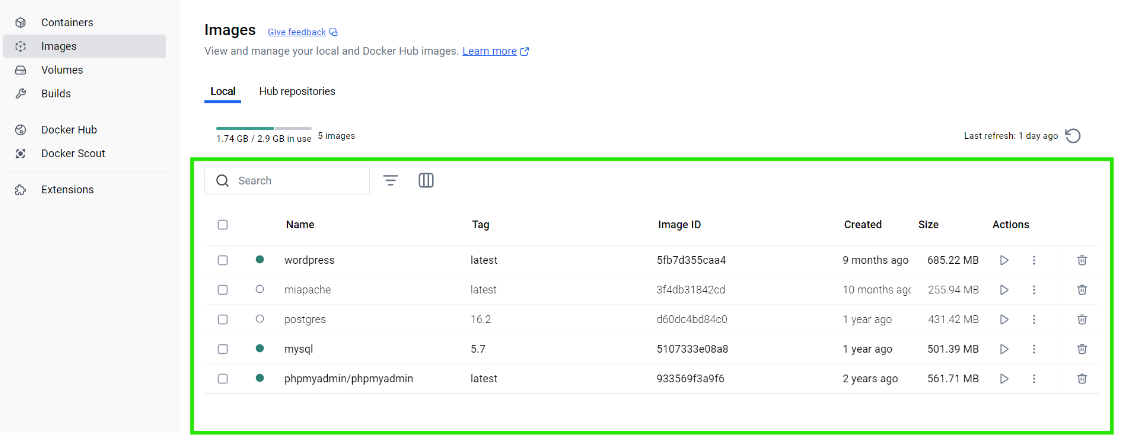 Containers
Images
Volumes
Builds
Docker Hub
Docker Scout
Extensions
Images Give feedback
View and manage your local and Docker Hub images. Learn more
Local Hub repositories
1.74 GB / 2.9 GB in use 5 images Last refresh: 1 day ago
Search
Name Tag Image ID Created Size Actions
wordpress latest 5fb7d355caa4 9 months ago 685.22 MB
miapache latest 3f4db31842cd 10 months ago 255.94 MB
postgres 16.2 d60dc4bd84c0 1 year ago 431.42 MB
mysql 5.7 5107333e08a8 1 year ago 501.39 MB
phpmyadmin/phpmyadmin latest 933569f3a9f6 2 years ago 561.71 MB